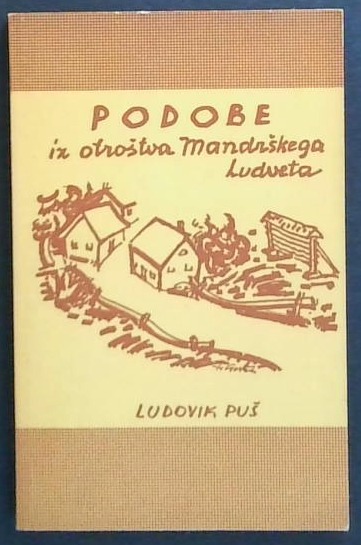 PODOBE
iz otroštva Mandrškega
Ludveta
LUDOVIK PUŠ